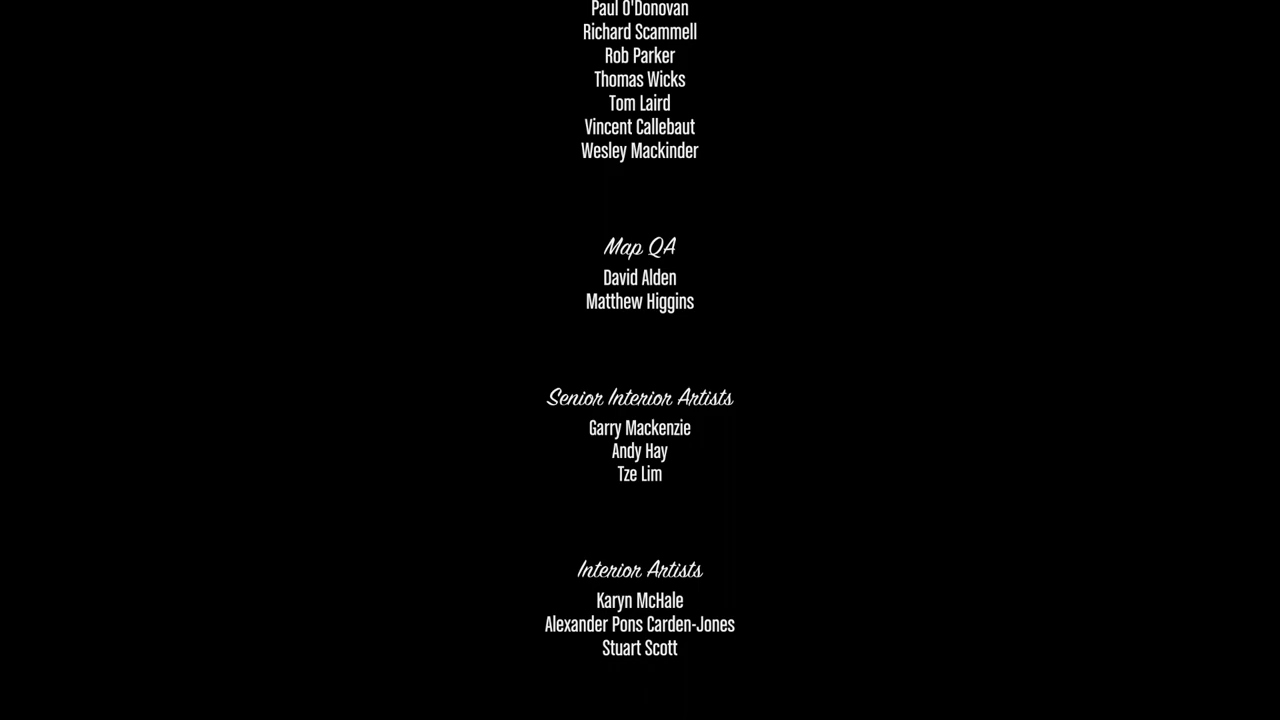 Paul O'Donovan
Richard Scammell
Rob Parker
Thomas Wicks
Tom Laird
Vincent Callebaut
Wesley Mackinder
Map QA
David Alden
Matthew Higgins
Senior Interior Artists
Garry Mackenzie
Andy Hay
Tze Lim
Interior Artists
Karyn McHale
Alexander Pons Carden-Jones
Stuart Scott